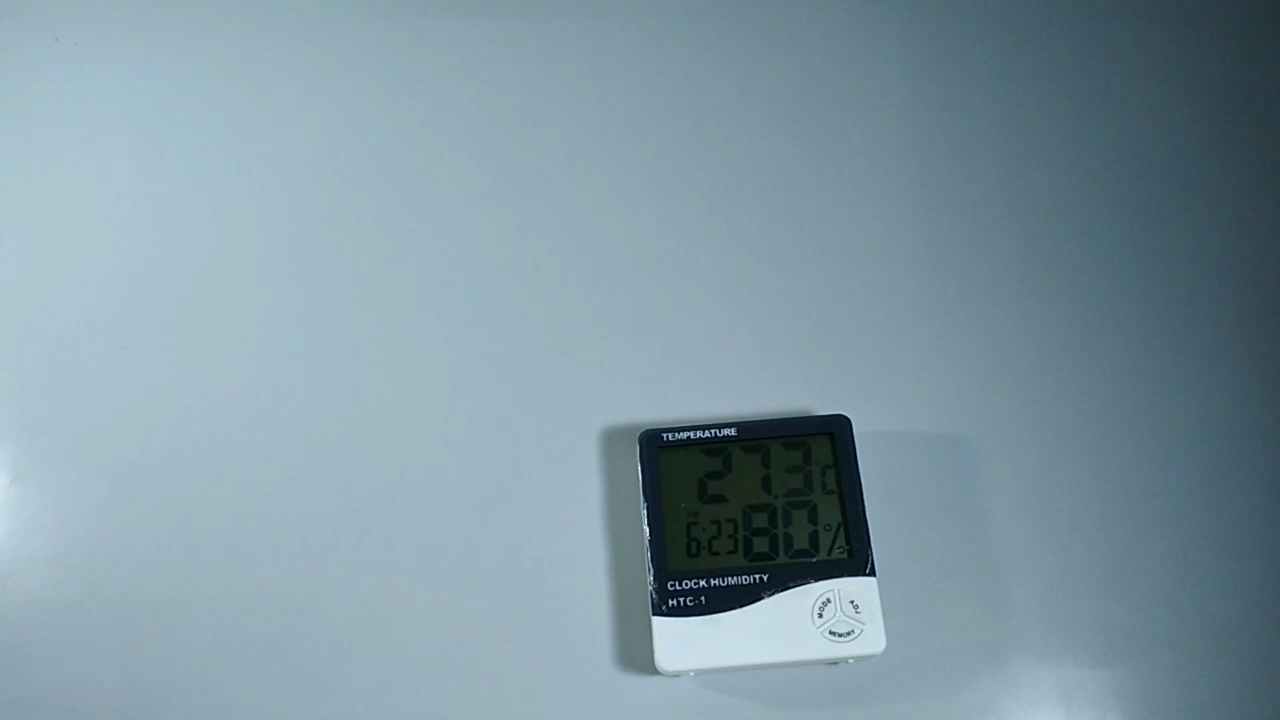 TEMPERATURE
27.3°C
6:23 80%
CLOCK/HUMIDITY
HTC-1
MODE ADJ
MEMORY